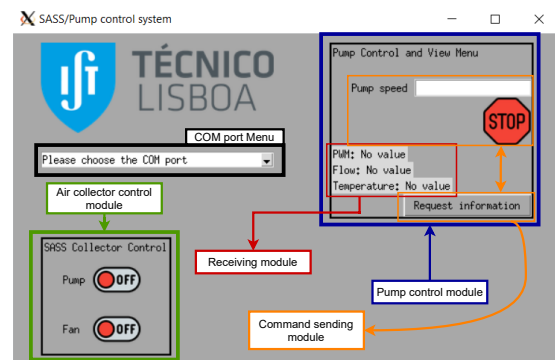 SASS/Pump control system
TÉCNICO
LISBOA
COM port Menu
Please choose the COM port
Air collector control
module
SASS Collector Control
Pump OFF
Fan OFF
Pump Control and View Menu
Pump speed
STOP
PWM: No value
Flow: No value
Temperature: No value
Request information
Receiving module
Pump control module
Command sending
module